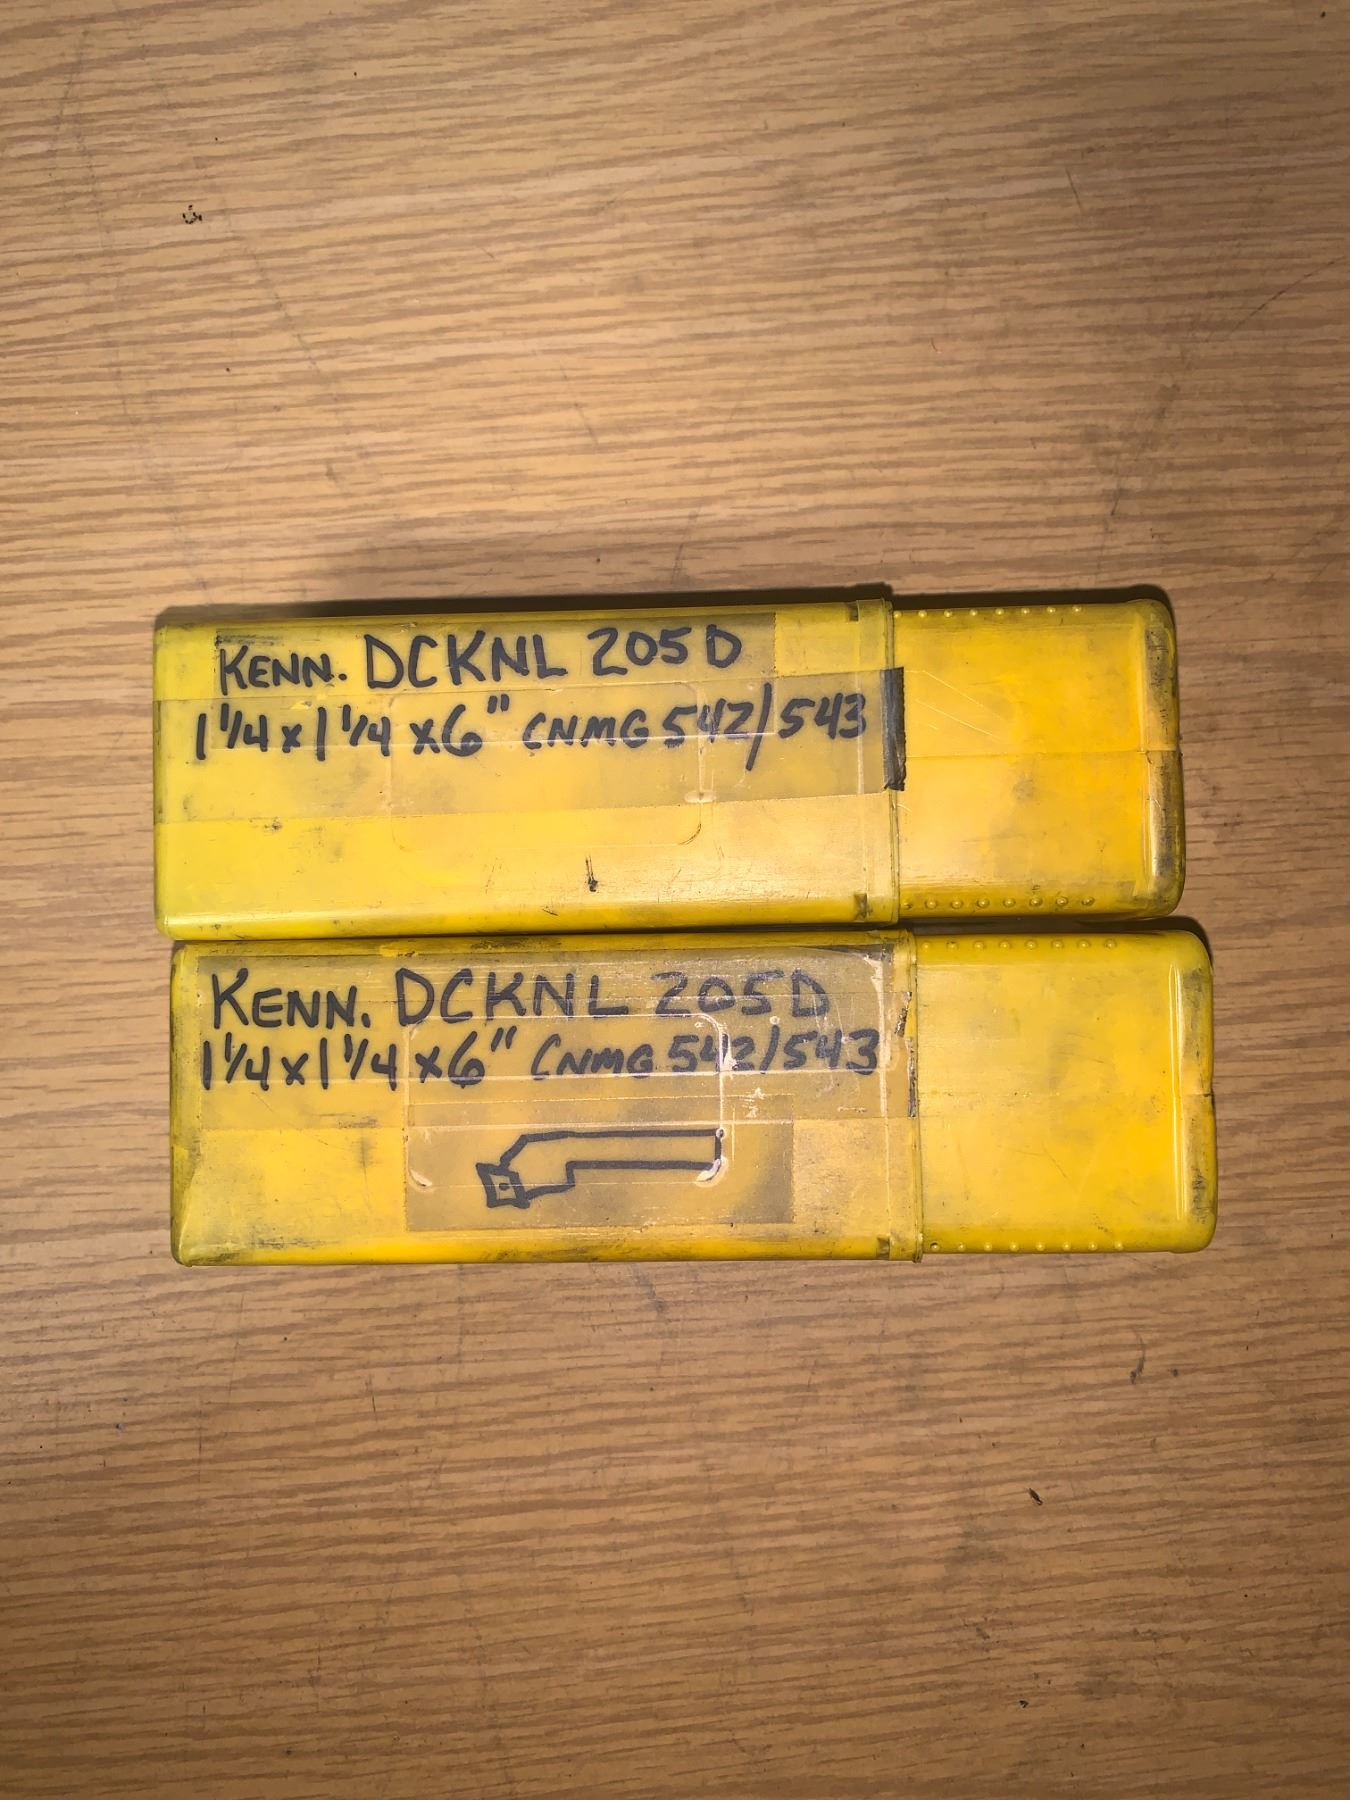 KENN. DCKNL 205D
1 1/4 x 1 1/4 x 6" CNMG 542/543
KENN. DCKNL 205D
1 1/4 x 1 1/4 x 6" CNMG 542/543